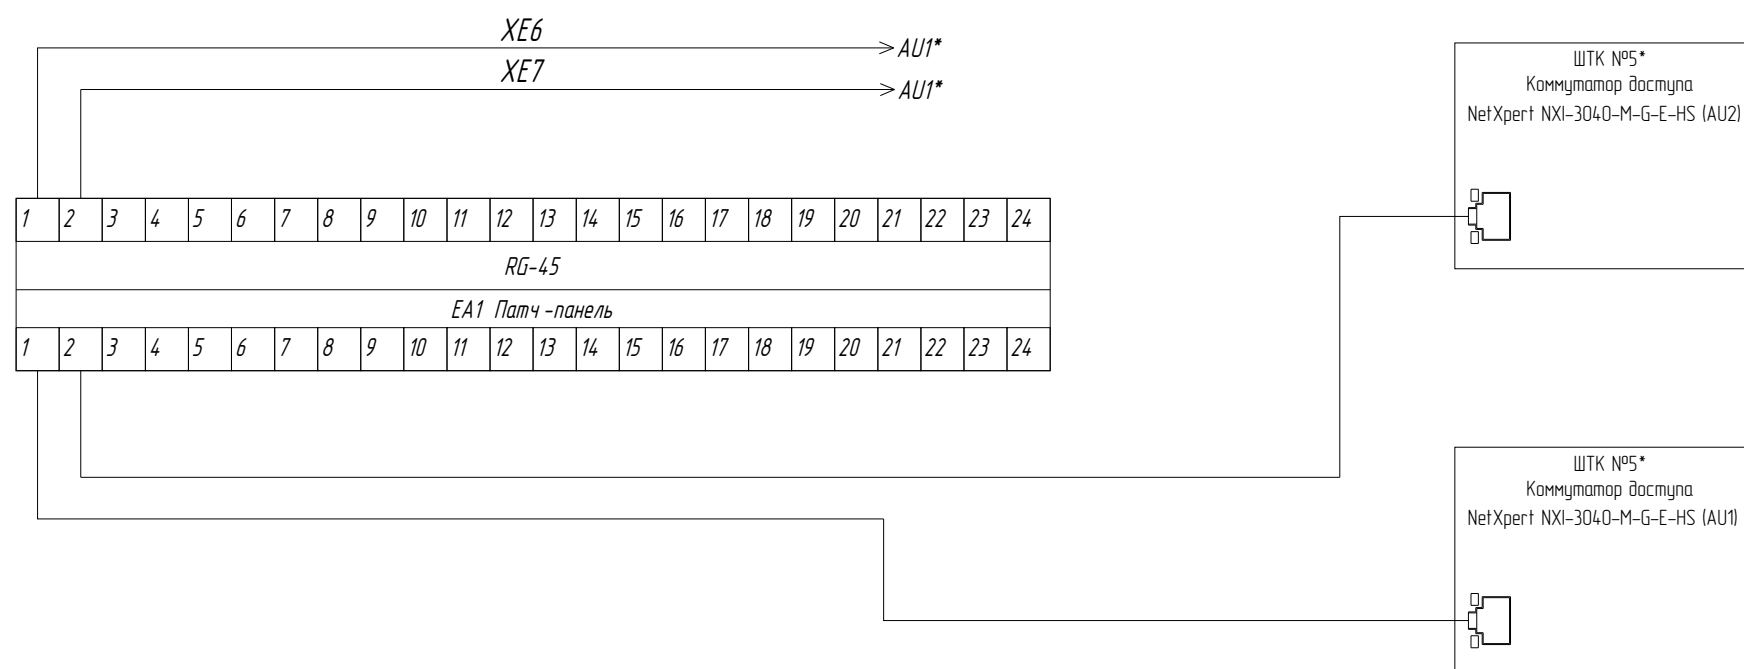 XE6
AU1*
XE7
AU1*
ШТК №5*
Коммутатор доступа
NetXpert NXI-3040-M-G-E-HS (AU2)
1 2 3 4 5 6 7 8 9 10 11 12 13 14 15 16 17 18 19 20 21 22 23 24
RG-45
EA1 Патч-панель
1 2 3 4 5 6 7 8 9 10 11 12 13 14 15 16 17 18 19 20 21 22 23 24
ШТК №5*
Коммутатор доступа
NetXpert NXI-3040-M-G-E-HS (AU1)